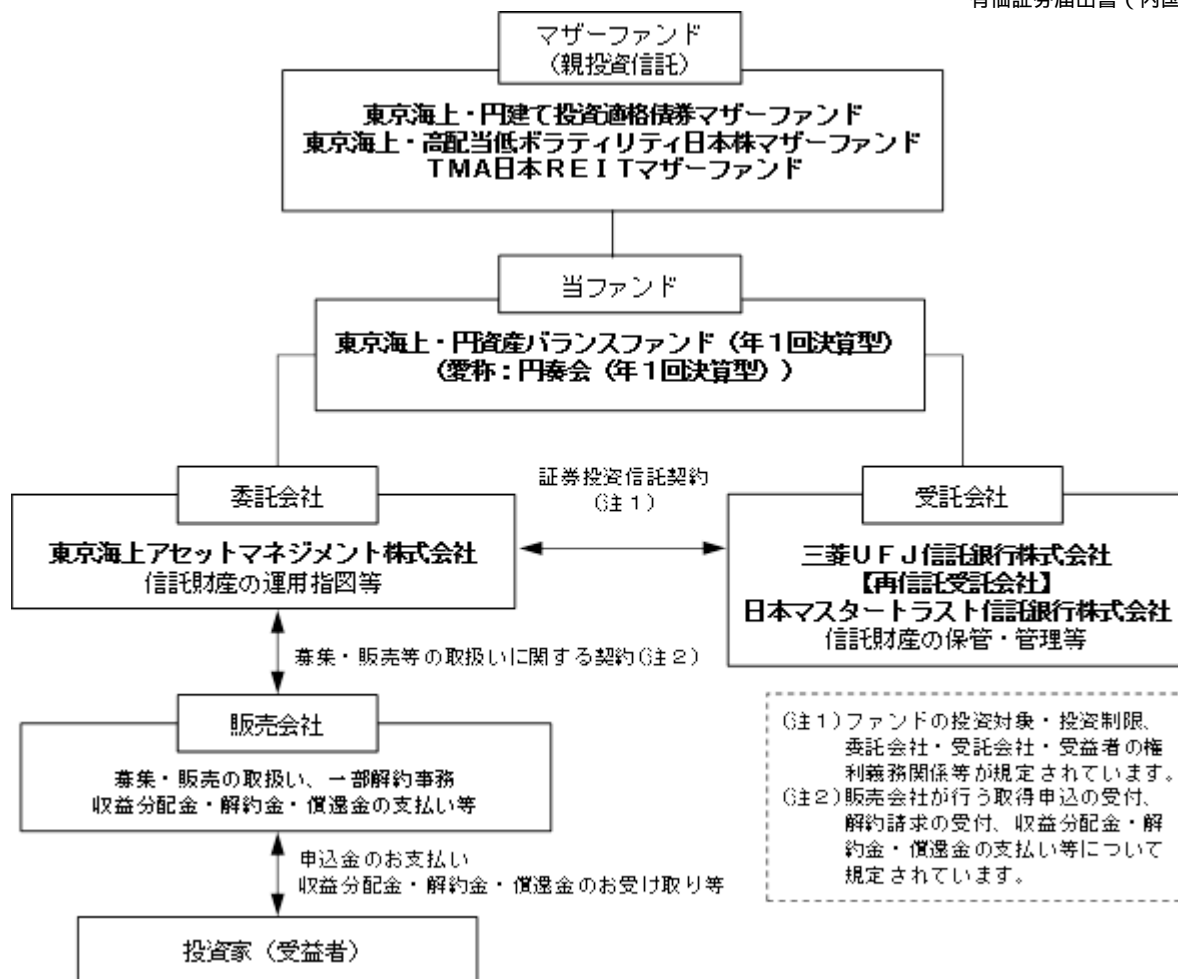 有価証券届出書（内国
マザーファンド
（親投資信託）
東京海上・円建て投資適格債券マザーファンド
東京海上・高配当低ボラティリティ日本株マザーファンド
ＴＭＡ日本ＲＥＩＴマザーファンド
当ファンド
東京海上・円資産バランスファンド（年１回決算型）
（愛称：円奏会（年１回決算型））
委託会社
東京海上アセットマネジメント株式会社
信託財産の運用指図等
証券投資信託契約
（注１）
受託会社
三菱ＵＦＪ信託銀行株式会社
【再信託受託会社】
日本マスタートラスト信託銀行株式会社
信託財産の保管・管理等
募集・販売等の取扱いに関する契約（注２）
販売会社
募集・販売の取扱い、一部解約事務
収益分配金・解約金・償還金の支払い等
（注１）ファンドの投資対象・投資制限、
委託会社・受託会社・受益者の権
利義務関係等が規定されています。
（注２）販売会社が行う取得申込の受付、
解約請求の受付、収益分配金・解
約金・償還金の支払い等について
規定されています。
申込金のお支払い
収益分配金・解約金・償還金のお受け取り等
投資家（受益者）